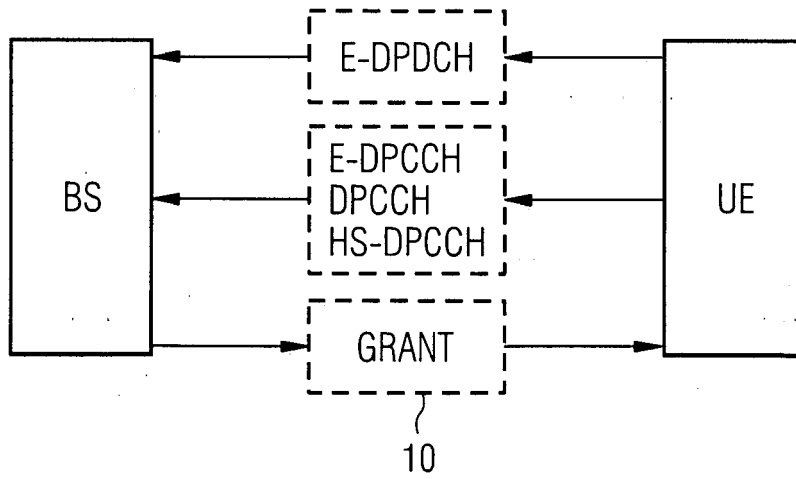 E-DPDCH
BS
E-DPCCH
DPCCH
HS-DPCCH
UE
GRANT
10